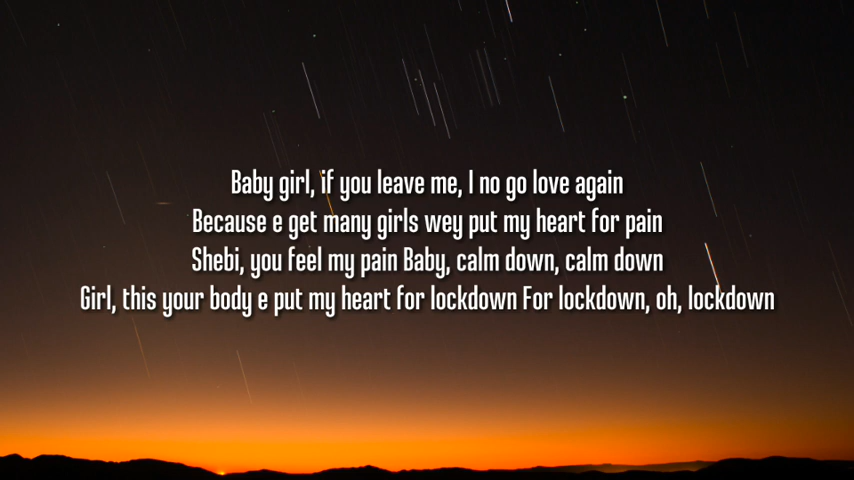 Baby girl, if you leave me, I no go love again
Because e get many girls wey put my heart for pain
Shebi, you feel my pain Baby, calm down, calm down
Girl, this your body e put my heart for lockdown For lockdown, oh, lockdown